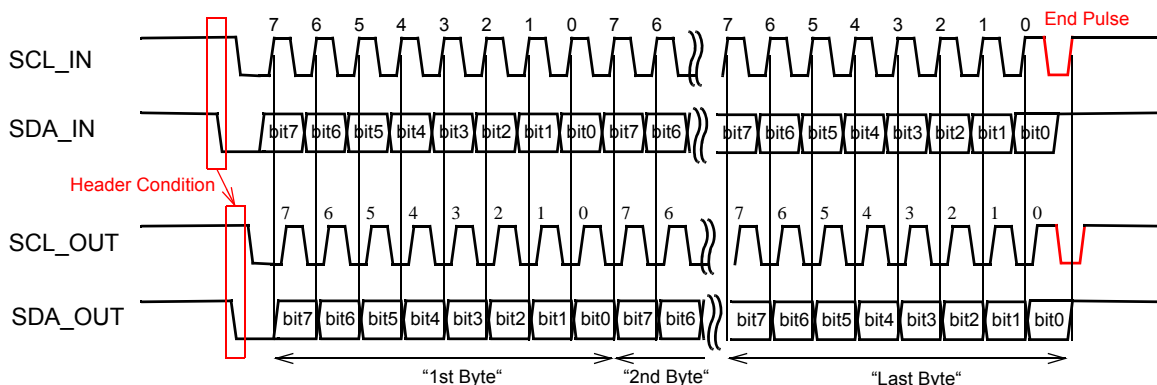 7 6 5 4 3 2 1 0 7 6 7 6 5 4 3 2 1 0 End Pulse
SCL_IN
SDA_IN bit7 bit6 bit5 bit4 bit3 bit2 bit1 bit0 bit7 bit6 bit7 bit6 bit5 bit4 bit3 bit2 bit1 bit0
Header Condition
7 6 5 4 3 2 1 0 7 6 7 6 5 4 3 2 1 0
SCL_OUT
SDA_OUT bit7 bit6 bit5 bit4 bit3 bit2 bit1 bit0 bit7 bit6 bit7 bit6 bit5 bit4 bit3 bit2 bit1 bit0
“1st Byte“ “2nd Byte“ “Last Byte“